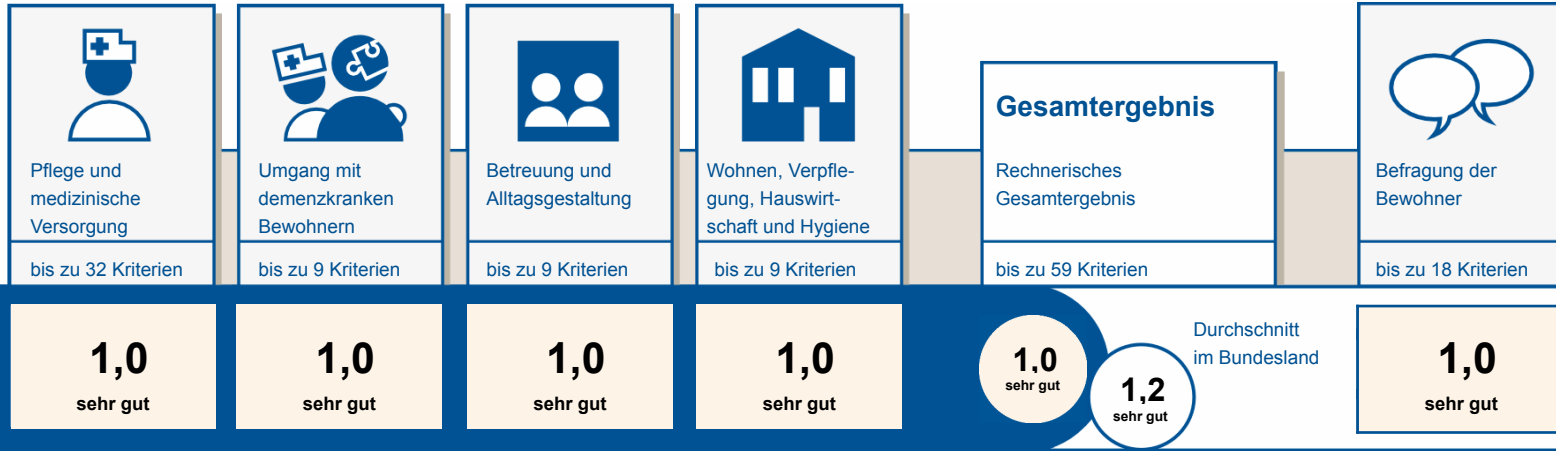 Pflege und
medizinische
Versorgung
bis zu 32 Kriterien
1,0
sehr gut
Umgang mit
demenzkranken
Bewohnern
bis zu 9 Kriterien
1,0
sehr gut
Betreuung und
Alltagsgestaltung
bis zu 9 Kriterien
1,0
sehr gut
Wohnen, Verpfle-
gung, Hauswirt-
schaft und Hygiene
bis zu 9 Kriterien
1,0
sehr gut
Gesamtergebnis
Rechnerisches
Gesamtergebnis
bis zu 59 Kriterien
1,0
sehr gut
Durchschnitt
im Bundesland
1,2
sehr gut
Befragung der
Bewohner
bis zu 18 Kriterien
1,0
sehr gut